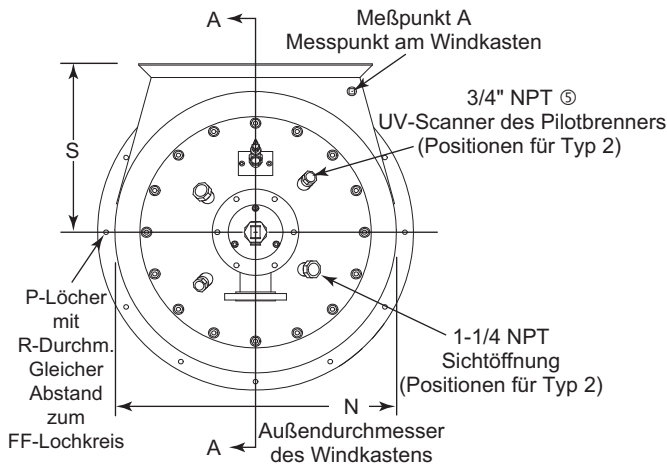 A
Meßpunkt A
Messpunkt am Windkasten
3/4" NPT ⑤
UV-Scanner des Pilotbrenners
(Positionen für Typ 2)
S
P-Löcher
mit
R-Durchm.
Gleicher
Abstand
zum
FF-Lochkreis
1-1/4 NPT
Sichtöffnung
(Positionen für Typ 2)
N
Außendurchmesser
des Windkastens
A